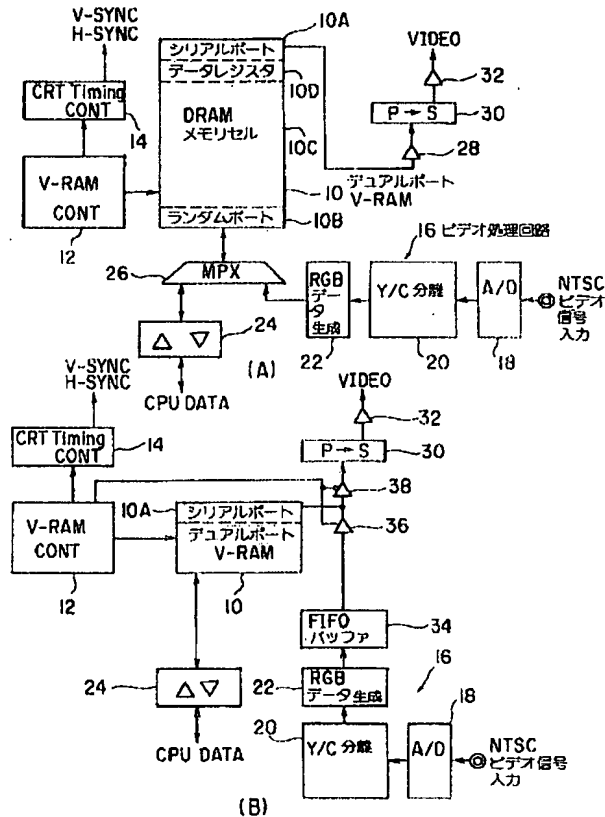 V-SYNC
H-SYNC
CRT Timing
CONT
14
V-RAM
CONT
12
10A
シリアルポート
データレジスタ
10D
DRAM
メモリセル
10C
10
ランダムポート
10B
デュアルポート
V-RAM
VIDEO
32
P→S
30
28
26
MPX
24
CPU DATA
(A)
16 ビデオ処理回路
RGB
データ
生成
22
Y/C 分離
20
A/D
18
NTSC
ビデオ
信号
入力
V-SYNC
H-SYNC
CRT Timing
CONT
14
V-RAM
CONT
12
10A
シリアルポート
デュアルポート
V-RAM
10
24
CPU DATA
VIDEO
32
P→S
30
38
36
FIFO
バッファ
34
RGB
データ生成
22
16
20
Y/C 分離
A/D
18
NTSC
ビデオ信号
入力
(B)